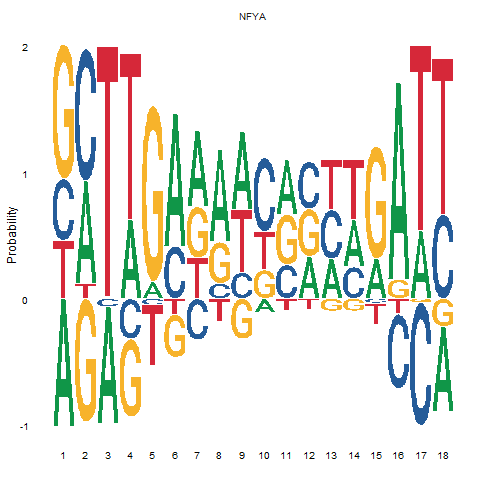 NFYA
2
1
0
-1
Probability
G C T T G A A A A C A C T T G A T T
C A A A C G A T T G G C A G A C
T T G T G C G C C A A C A G
A G A C G T C T G A T T G G T T C C G A
1 2 3 4 5 6 7 8 9 10 11 12 13 14 15 16 17 18